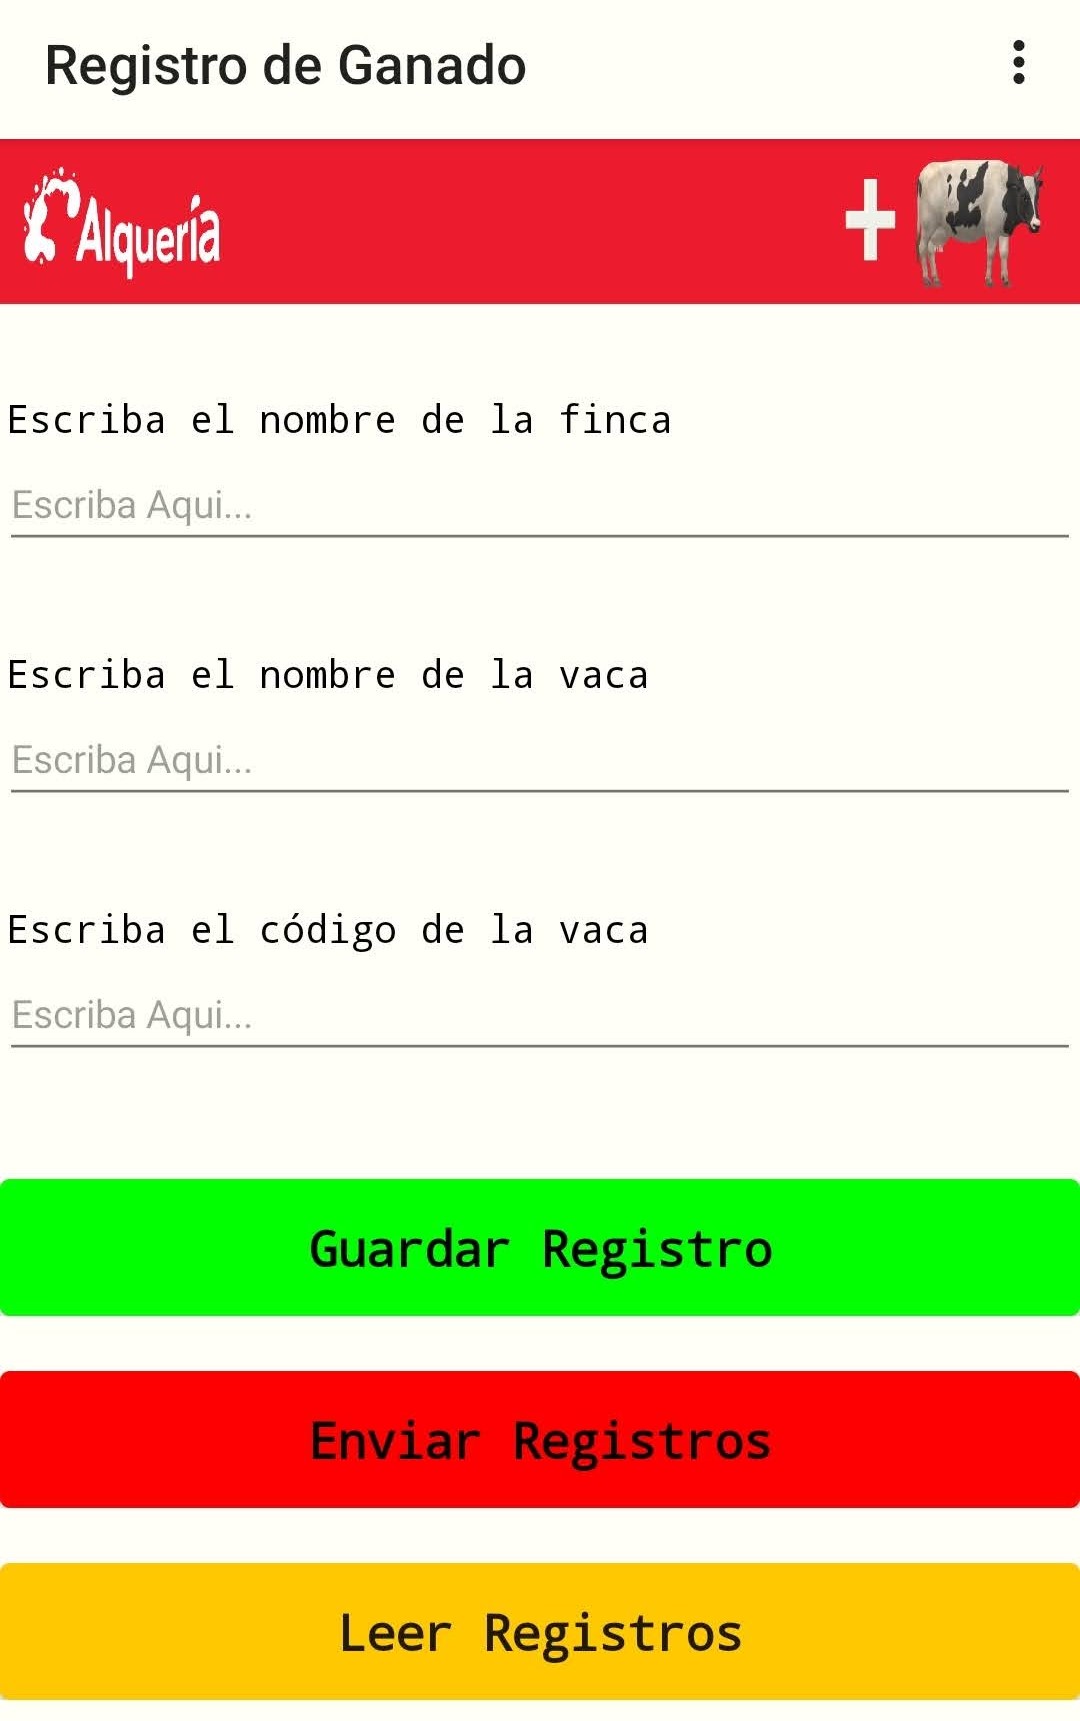 Registro de Ganado
Alquería
Escriba el nombre de la finca
Escriba Aqui...
Escriba el nombre de la vaca
Escriba Aqui...
Escriba el código de la vaca
Escriba Aqui...
Guardar Registro
Enviar Registros
Leer Registros